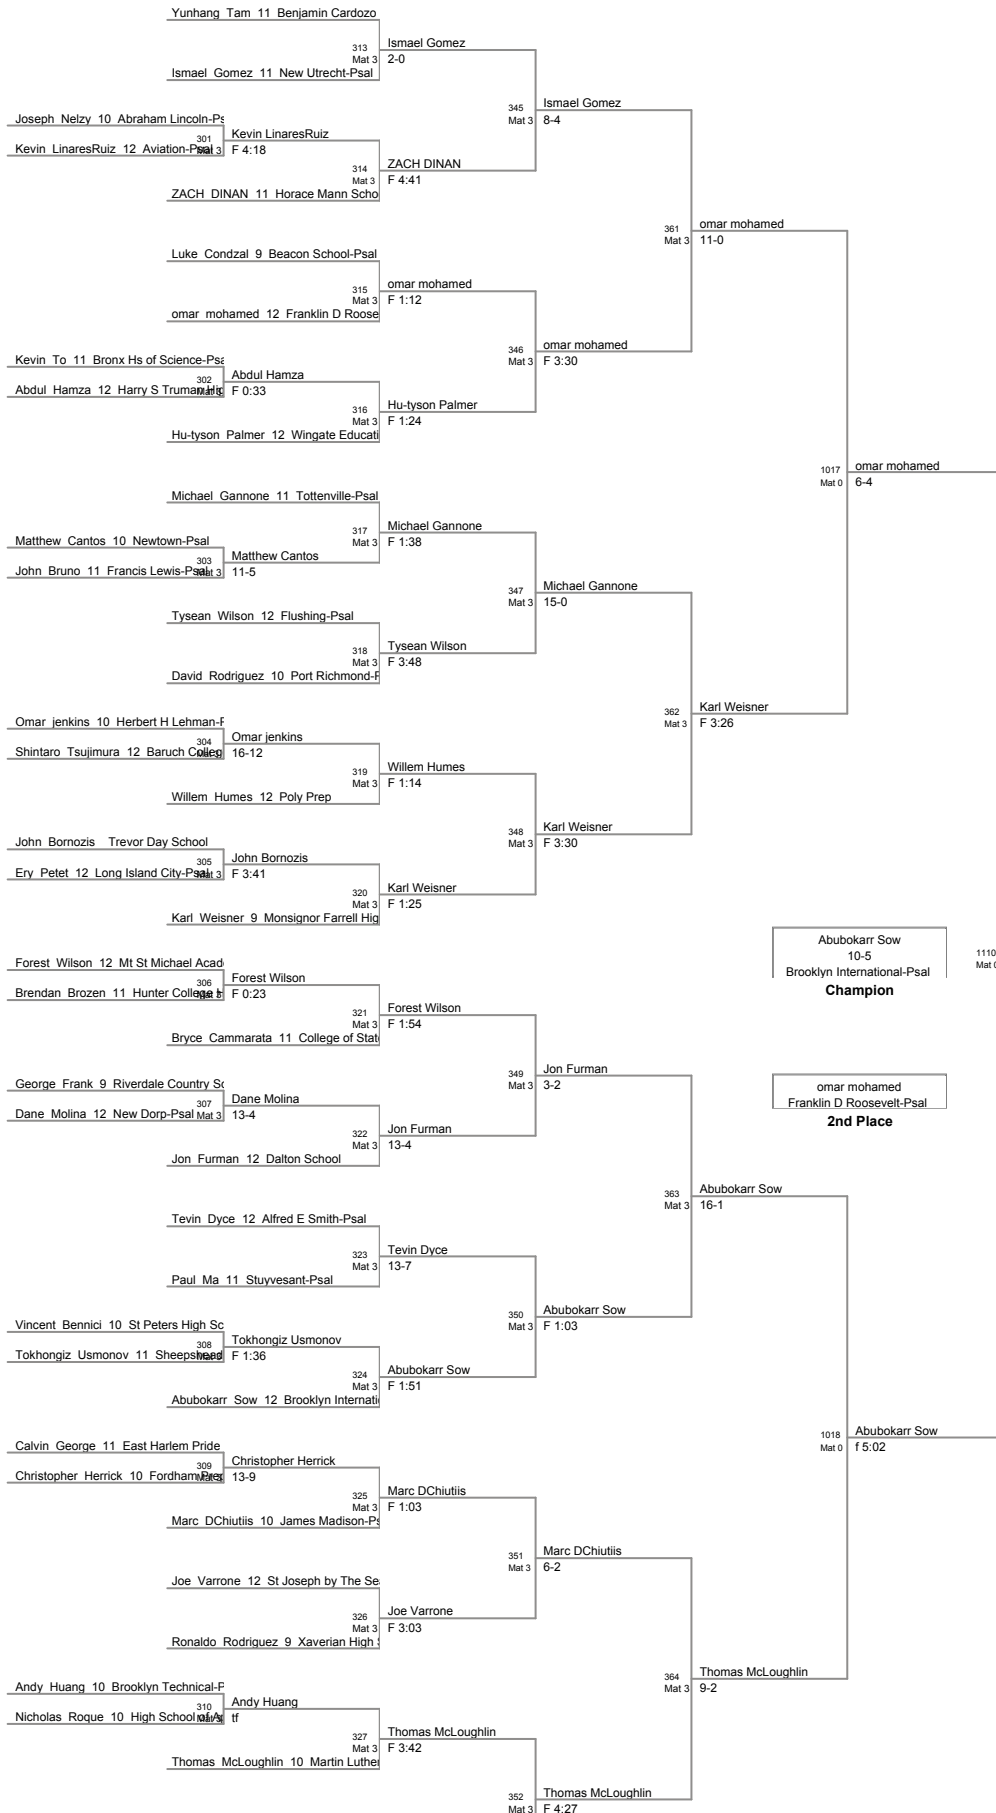 Yunhang Tam 11 Benjamin Cardozo
313 Ismael Gomez
Mat 3 2-0
Ismael Gomez 11 New Utrecht-Psal
345 Ismael Gomez
Mat 3 8-4
Joseph Nelzy 10 Abraham Lincoln-Ps
301 Kevin LinaresRuiz
Kevin LinaresRuiz 12 Aviation-Psal
Mat 3 F 4:18
314 ZACH DINAN
Mat 3 F 4:41
ZACH DINAN 11 Horace Mann Scho
361 omar mohamed
Mat 3 11-0
Luke Condzal 9 Beacon School-Psal
315 omar mohamed
Mat 3 F 1:12
omar mohamed 12 Franklin D Roose
346 omar mohamed
Mat 3 F 3:30
Kevin To 11 Bronx Hs of Science-Psa
302 Abdul Hamza
Abdul Hamza 12 Harry S Truman Hig
Mat 3 F 0:33
316 Hu-tyson Palmer
Mat 3 F 1:24
Hu-tyson Palmer 12 Wingate Educati
1017 omar mohamed
Mat 0 6-4
Michael Gannone 11 Tottenville-Psal
317 Michael Gannone
Mat 3 F 1:38
Matthew Cantos 10 Newtown-Psal
303 Matthew Cantos
John Bruno 11 Francis Lewis-Psal
Mat 3 11-5
347 Michael Gannone
Mat 3 15-0
Tysean Wilson 12 Flushing-Psal
318 Tysean Wilson
Mat 3 F 3:48
David Rodriguez 10 Port Richmond-P
362 Karl Weisner
Mat 3 F 3:26
Omar jenkins 10 Herbert H Lehman-P
304 Omar jenkins
Shintaro Tsujimura 12 Baruch Colleg
Mat 3 16-12
319 Willem Humes
Mat 3 F 1:14
Willem Humes 12 Poly Prep
348 Karl Weisner
Mat 3 F 3:30
John Bornozis Trevor Day School
305 John Bornozis
Ery Petet 12 Long Island City-Psal
Mat 3 F 3:41
320 Karl Weisner
Mat 3 F 1:25
Karl Weisner 9 Monsignor Farrell Hig
Abubokarr Sow
10-5
Brooklyn International-Psal
Champion
1110
Mat 0
Forest Wilson 12 Mt St Michael Acad
306 Forest Wilson
Brendan Brozen 11 Hunter College H
Mat 3 F 0:23
321 Forest Wilson
Mat 3 F 1:54
Bryce Cammarata 11 College of Stat
349 Jon Furman
Mat 3 3-2
George Frank 9 Riverdale Country Sc
307 Dane Molina
Dane Molina 12 New Dorp-Psal
Mat 3 13-4
322 Jon Furman
Mat 3 13-4
Jon Furman 12 Dalton School
omar mohamed
Franklin D Roosevelt-Psal
2nd Place
363 Abubokarr Sow
Mat 3 16-1
Tevin Dyce 12 Alfred E Smith-Psal
323 Tevin Dyce
Mat 3 13-7
Paul Ma 11 Stuyvesant-Psal
350 Abubokarr Sow
Mat 3 F 1:03
Vincent Bennici 10 St Peters High Sc
308 Tokhongiz Usmonov
Tokhongiz Usmonov 11 Sheepshead
Mat 3 F 1:36
324 Abubokarr Sow
Mat 3 F 1:51
Abubokarr Sow 12 Brooklyn Internati
1018 Abubokarr Sow
Mat 0 f 5:02
Calvin George 11 East Harlem Pride
309 Christopher Herrick
Christopher Herrick 10 Fordham Prep
Mat 3 13-9
325 Marc DChiutiis
Mat 3 F 1:03
Marc DChiutiis 10 James Madison-Ps
351 Marc DChiutiis
Mat 3 6-2
Joe Varrone 12 St Joseph by The Se
326 Joe Varrone
Mat 3 F 3:03
Ronaldo Rodriguez 9 Xaverian High S
364 Thomas McLoughlin
Mat 3 9-2
Andy Huang 10 Brooklyn Technical-P
310 Andy Huang
Nicholas Roque 10 High School of A
Mat 3 tf
327 Thomas McLoughlin
Mat 3 F 3:42
Thomas McLoughlin 10 Martin Luther
352 Thomas McLoughlin
Mat 3 F 4:27